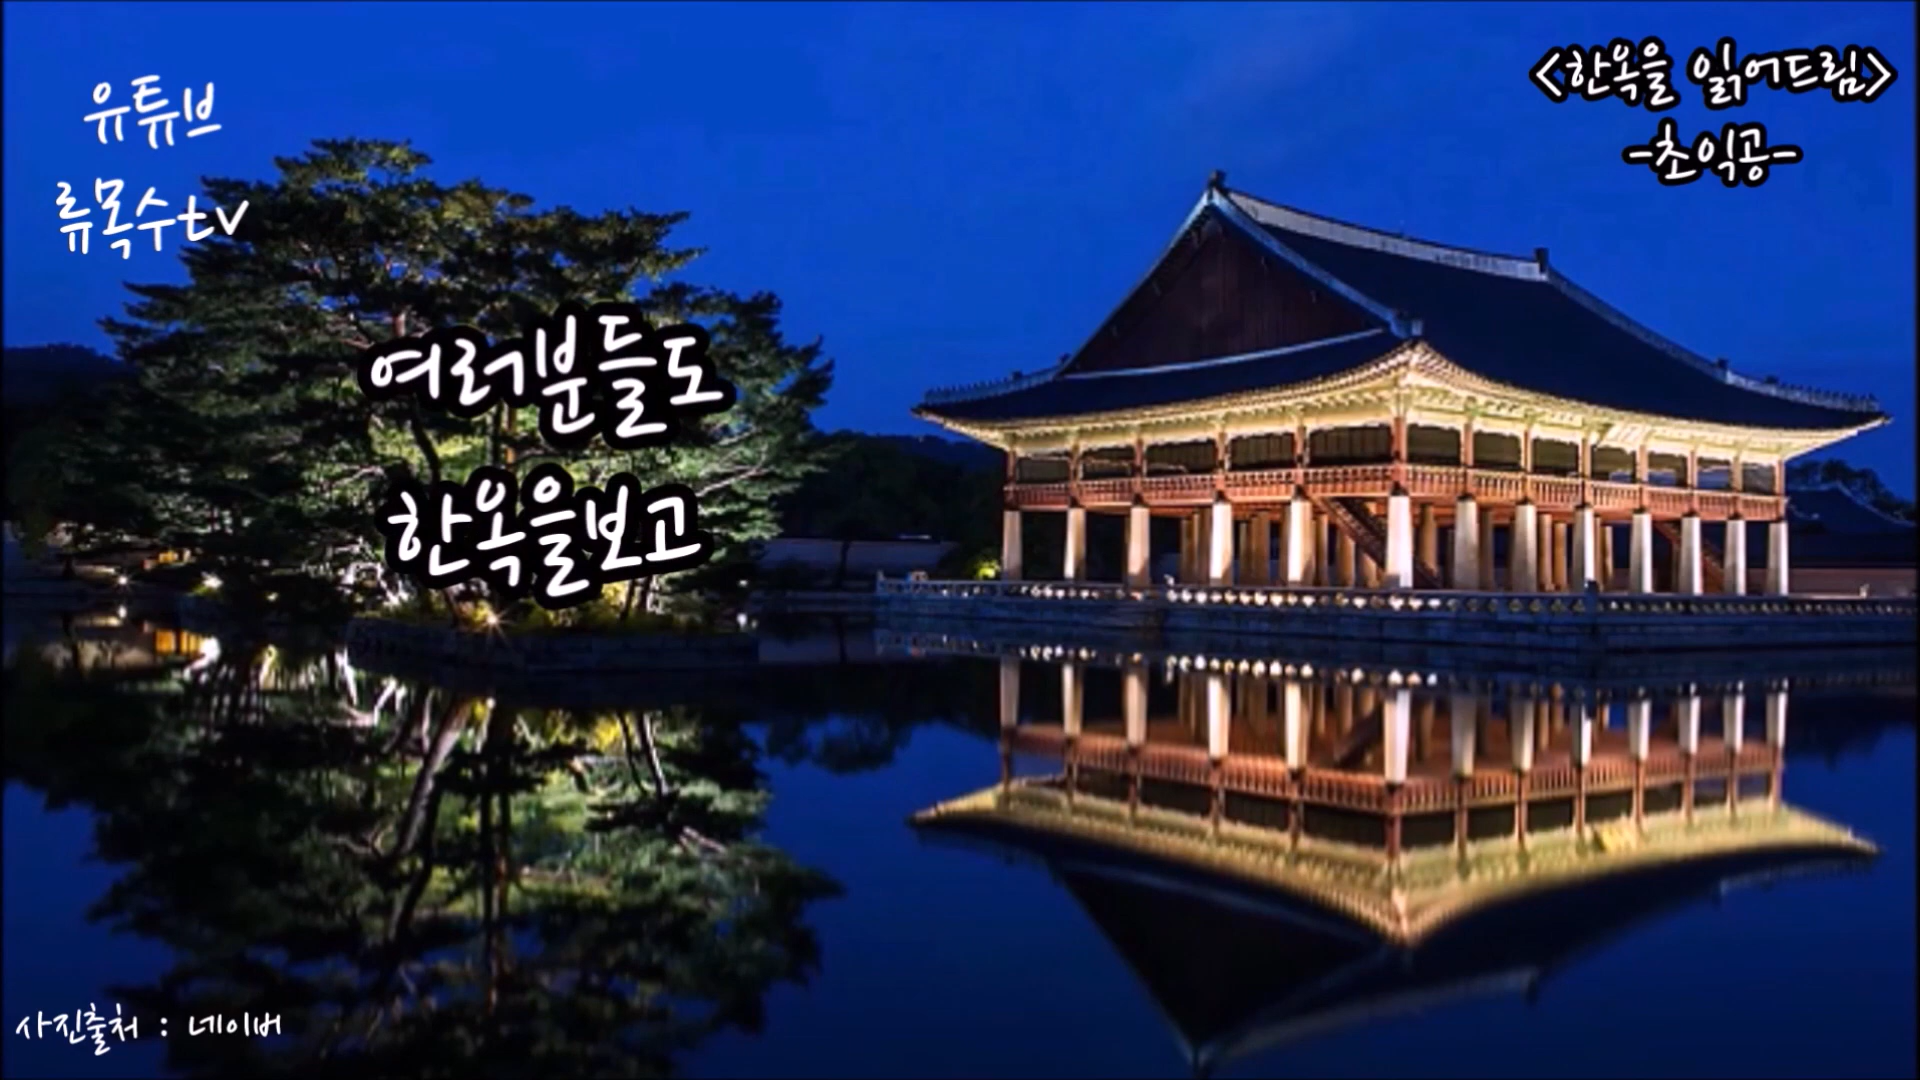 유튜브
류목수tv
<한옥을 읽어드림>
-초익공-
여러분들도
한옥을보고
사진출처 : 네이버